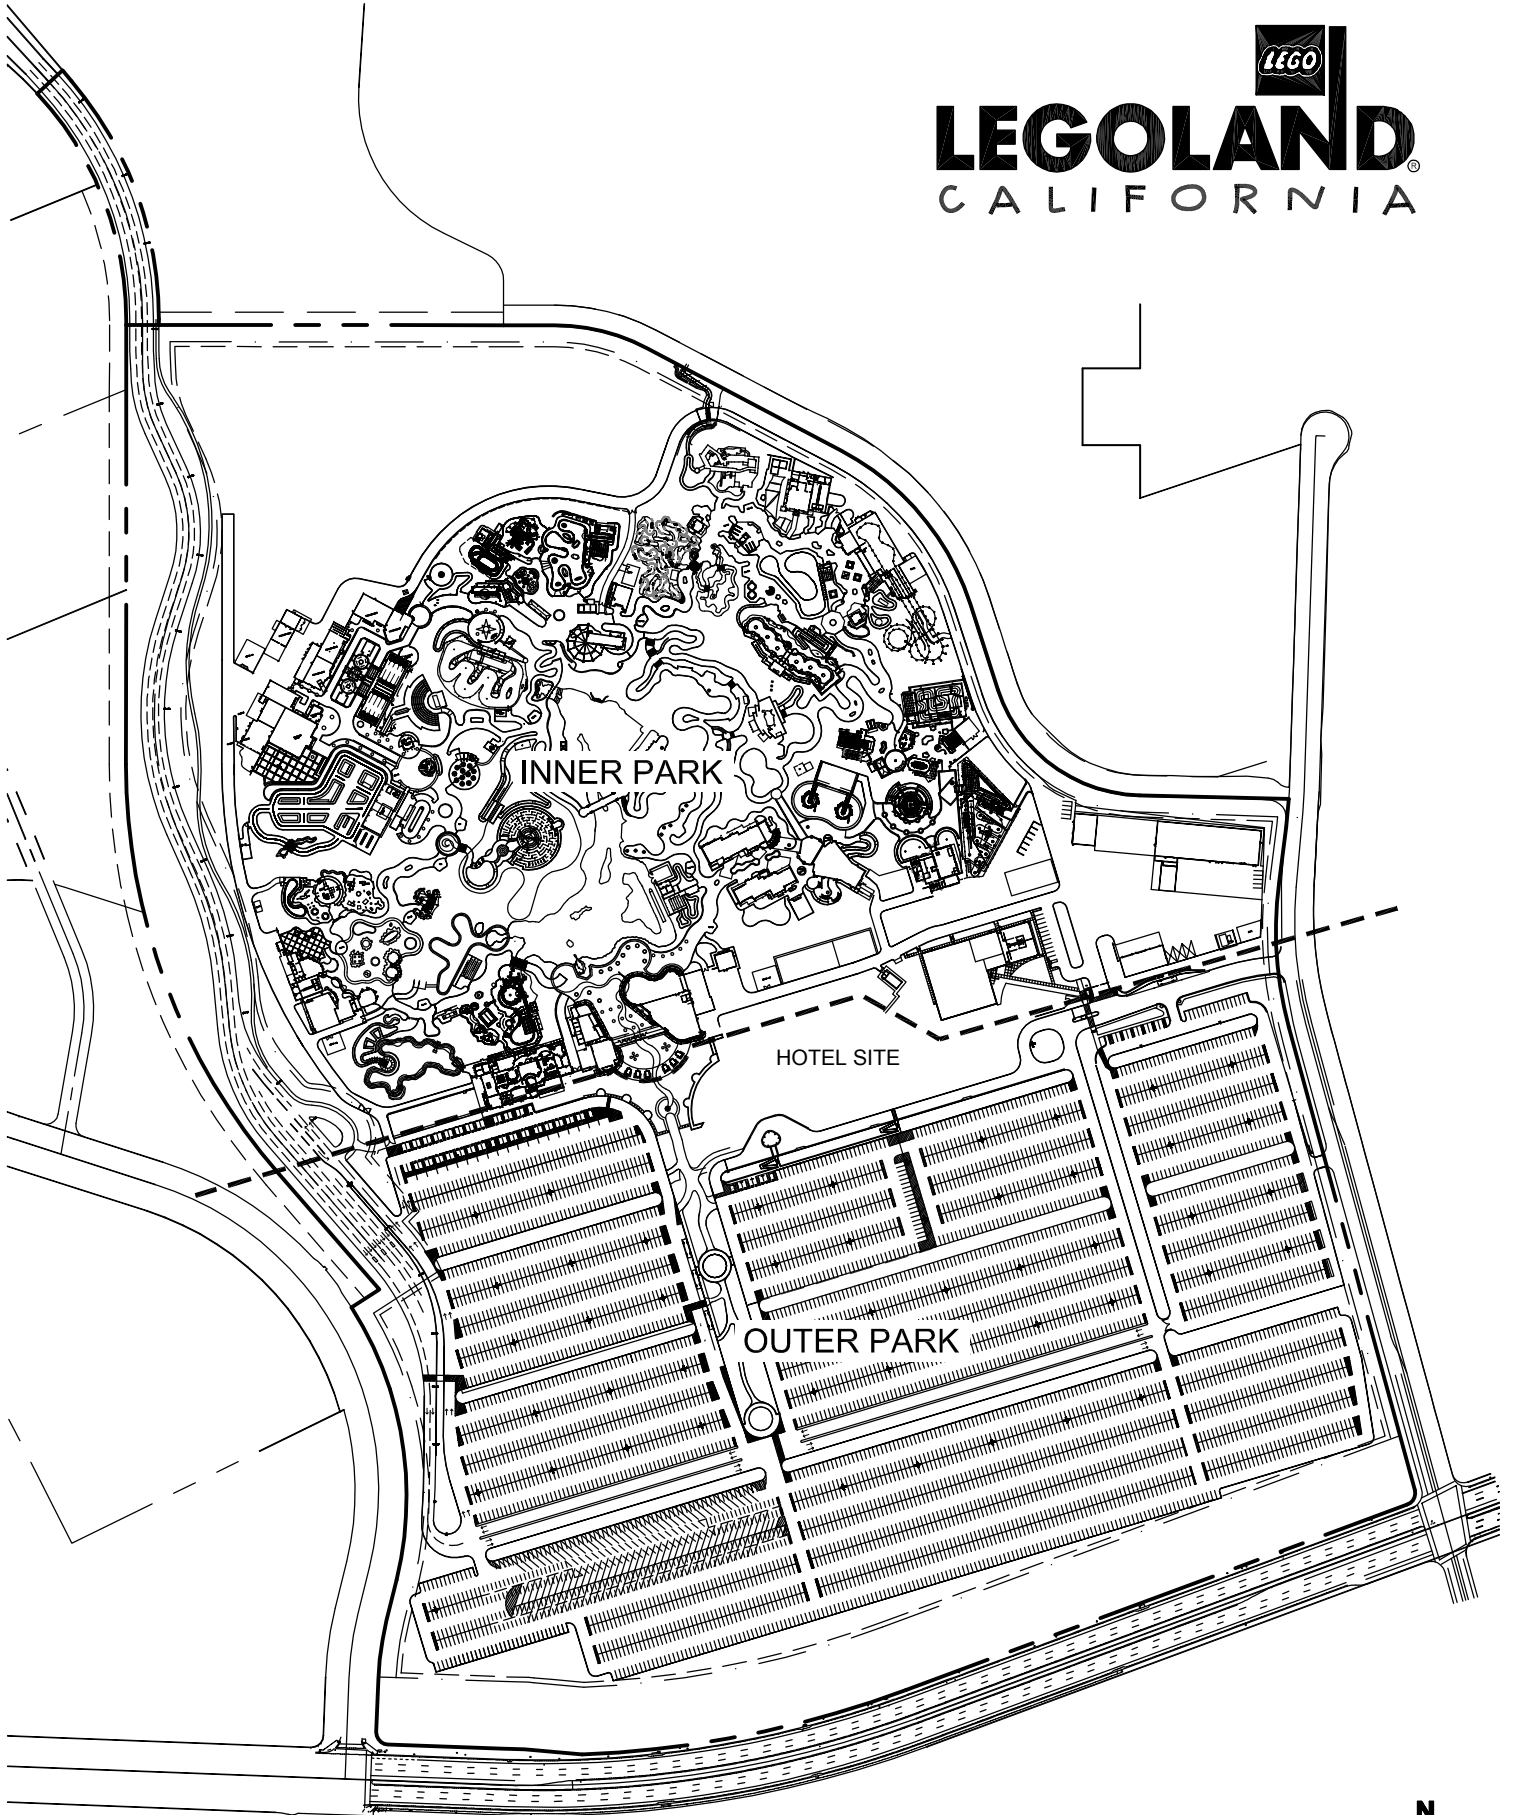 LEGO
LEGOLAND®
CALIFORNIA
INNER PARK
HOTEL SITE
OUTER PARK
N